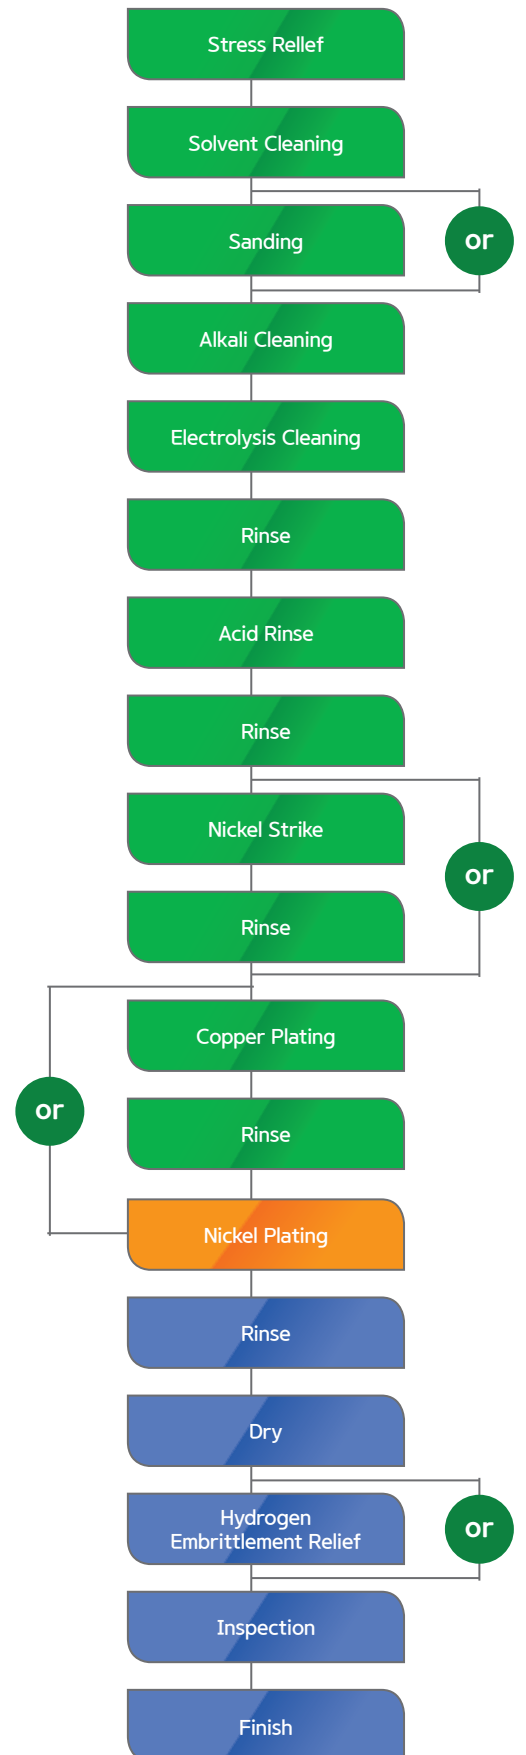 Stress Rellef
Solvent Cleaning
Sanding
or
Alkali Cleaning
Electrolysis Cleaning
Rinse
Acid Rinse
Rinse
Nickel Strike
or
Rinse
Copper Plating
or
Rinse
Nickel Plating
Rinse
Dry
Hydrogen
Embrittlement Relief
or
Inspection
Finish